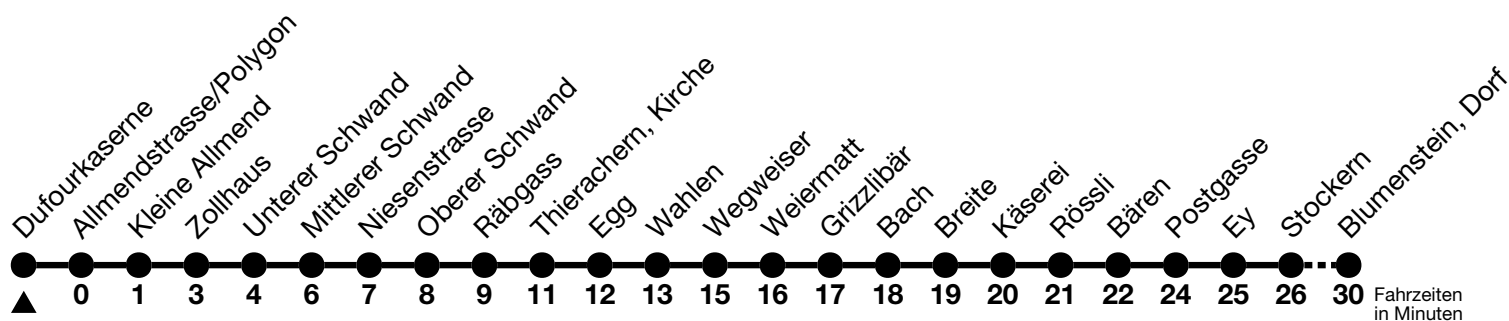 Dufourkaserne
Allmendstrasse/Polygon
Kleine Allmend
Zollhaus
Unterer Schwand
Mittlerer Schwand
Niesenstrasse
Oberer Schwand
Räbgass
Thierachern, Kirche
Egg
Wahlen
Wegweiser
Weiermatt
Grizzlibär
Bach
Breite
Käserei
Rössli
Bären
Postgasse
Ey
Stockern
Blumenstein, Dorf
0 1 3 4 6 7 8 9 11 12 13 15 16 17 18 19 20 21 22 24 25 26 30
Fahrzeiten
in Minuten